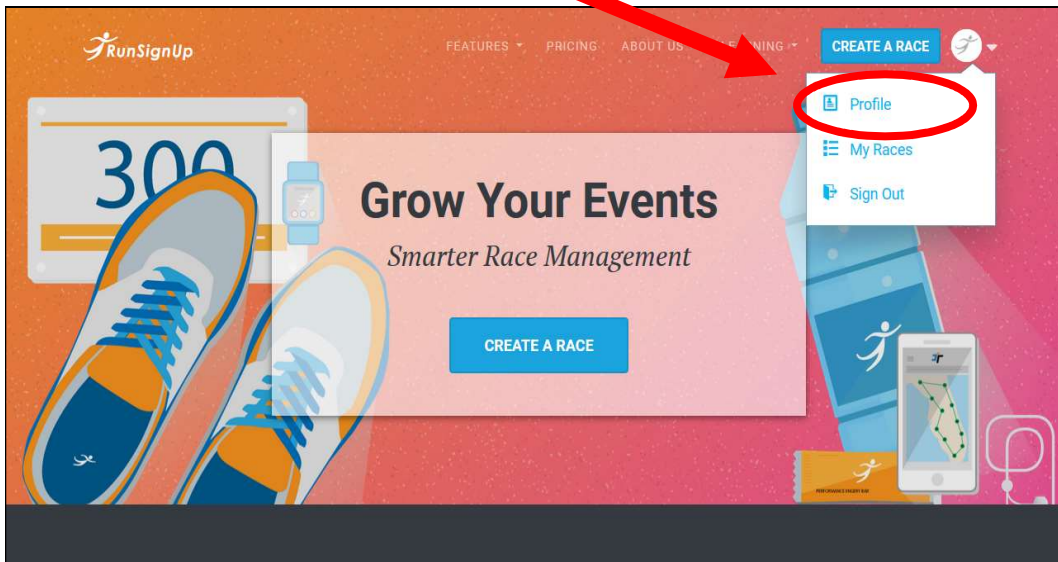 RunSignUp
FEATURES PRICING ABOUT US
CREATE A RACE
Profile
My Races
Sign Out
300
Grow Your Events
Smarter Race Management
CREATE A RACE
PERFORMANCE ENERGY BAR